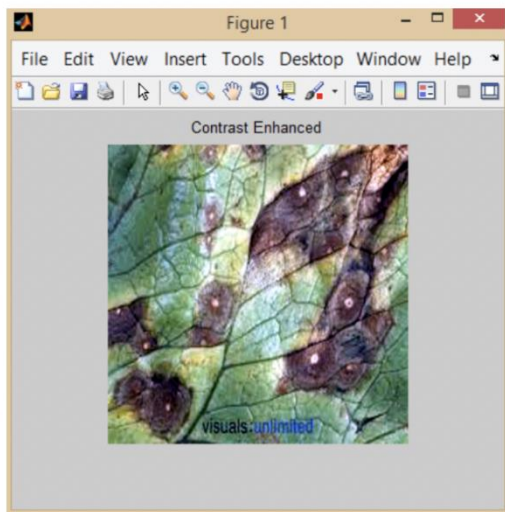 Figure 1
File Edit View Insert Tools Desktop Window Help
Contrast Enhanced
visuals:unlimited